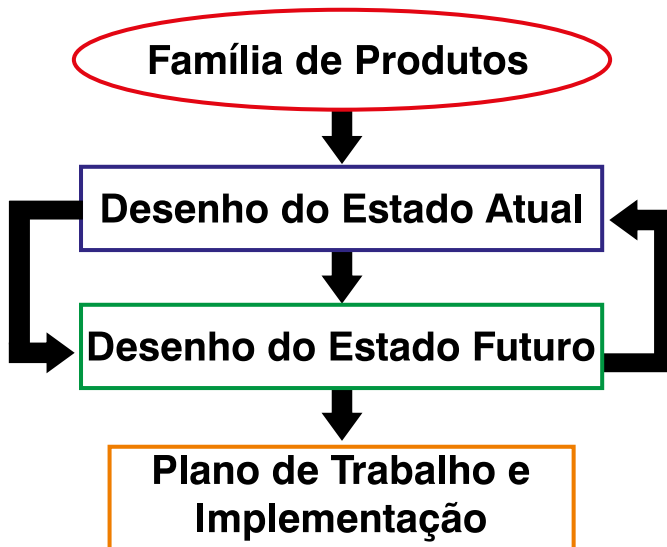 Família de Produtos
Desenho do Estado Atual
Desenho do Estado Futuro
Plano de Trabalho e
Implementação